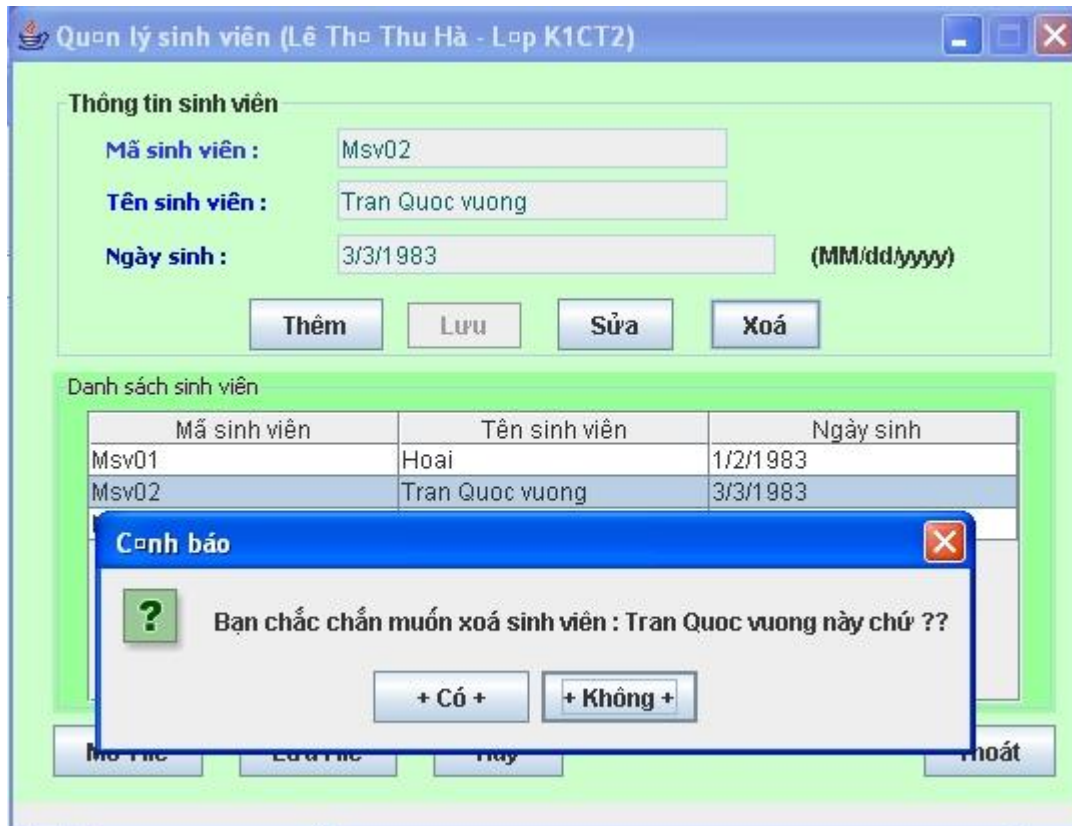 Qu¤n lý sinh viên (Lê Th¤ Thu Hà - L¤p K1CT2)
Thông tin sinh viên
Mã sinh viên :
Msv02
Tên sinh viên :
Tran Quoc vuong
Ngày sinh :
3/3/1983
(MM/dd/yyyy)
Thêm Lưu Sửa Xoá
Danh sách sinh viên
Mã sinh viên Tên sinh viên Ngày sinh
Msv01 Hoai 1/2/1983
Msv02 Tran Quoc vuong 3/3/1983
C¤nh báo
Bạn chắc chắn muốn xoá sinh viên : Tran Quoc vuong này chứ ??
+ Có + + Không +